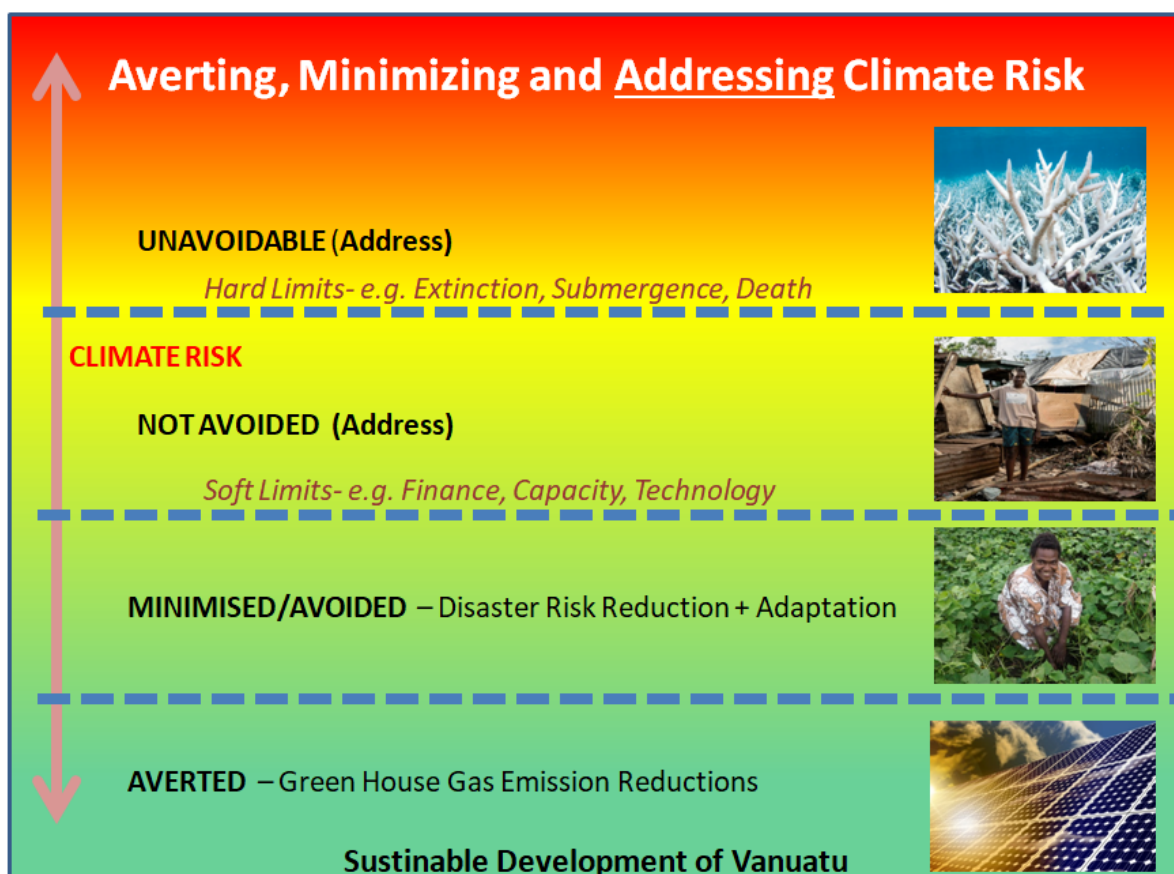 Averting, Minimizing and Addressing Climate Risk
UNAVOIDABLE (Address)
Hard Limits- e.g. Extinction, Submergence, Death
CLIMATE RISK
NOT AVOIDED (Address)
Soft Limits- e.g. Finance, Capacity, Technology
MINIMISED/AVOIDED – Disaster Risk Reduction + Adaptation
AVERTED – Green House Gas Emission Reductions
Sustinable Development of Vanuatu